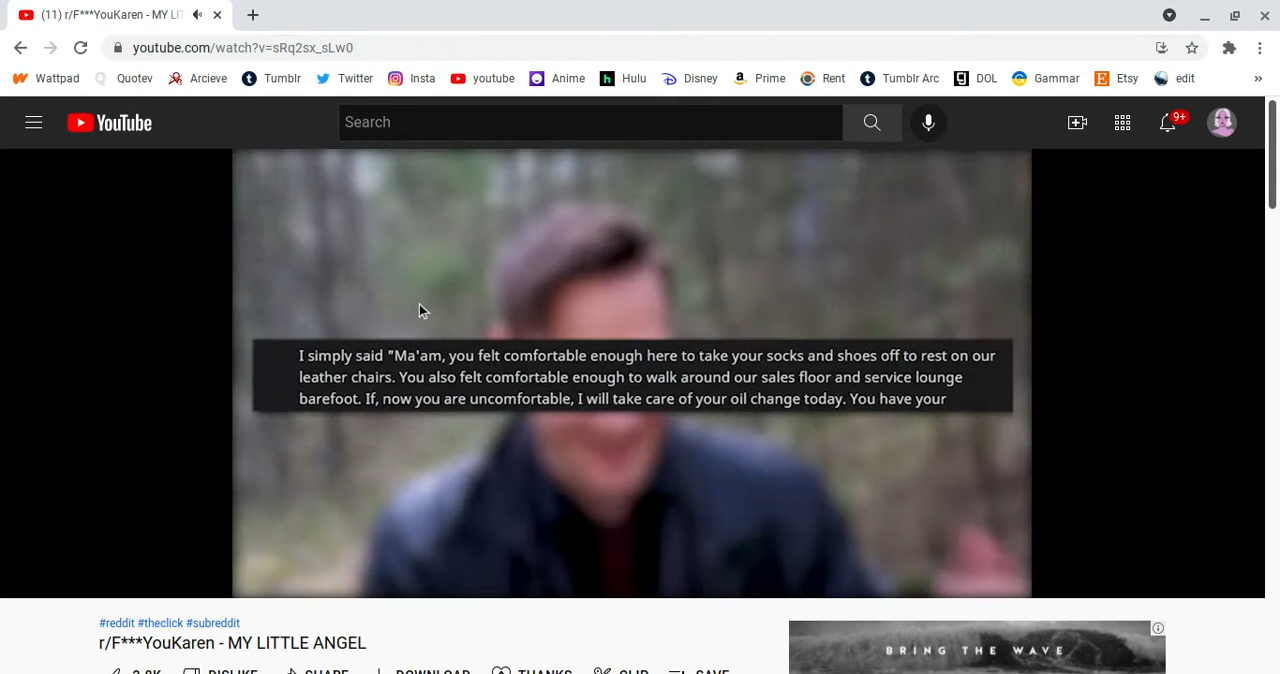 (11) r/F***YouKaren - MY LIT
youtube.com/watch?v=sRq2sx_sLw0
Wattpad Quotev Arcieve Tumblr Twitter Insta youtube Anime Hulu Disney Prime Rent Tumblr Arc DOL Gammar Etsy edit »
YouTube Search 9+
I simply said "Ma'am, you felt comfortable enough here to take your socks and shoes off to rest on our
leather chairs. You also felt comfortable enough to walk around our sales floor and service lounge
barefoot. If, now you are uncomfortable, I will take care of your oil change today. You have your
#reddit #theclick #subreddit
r/F***YouKaren - MY LITTLE ANGEL
BRING THE WAVE
DISLIKE SHARE DOWNLOAD THANKS CLIP SAVE